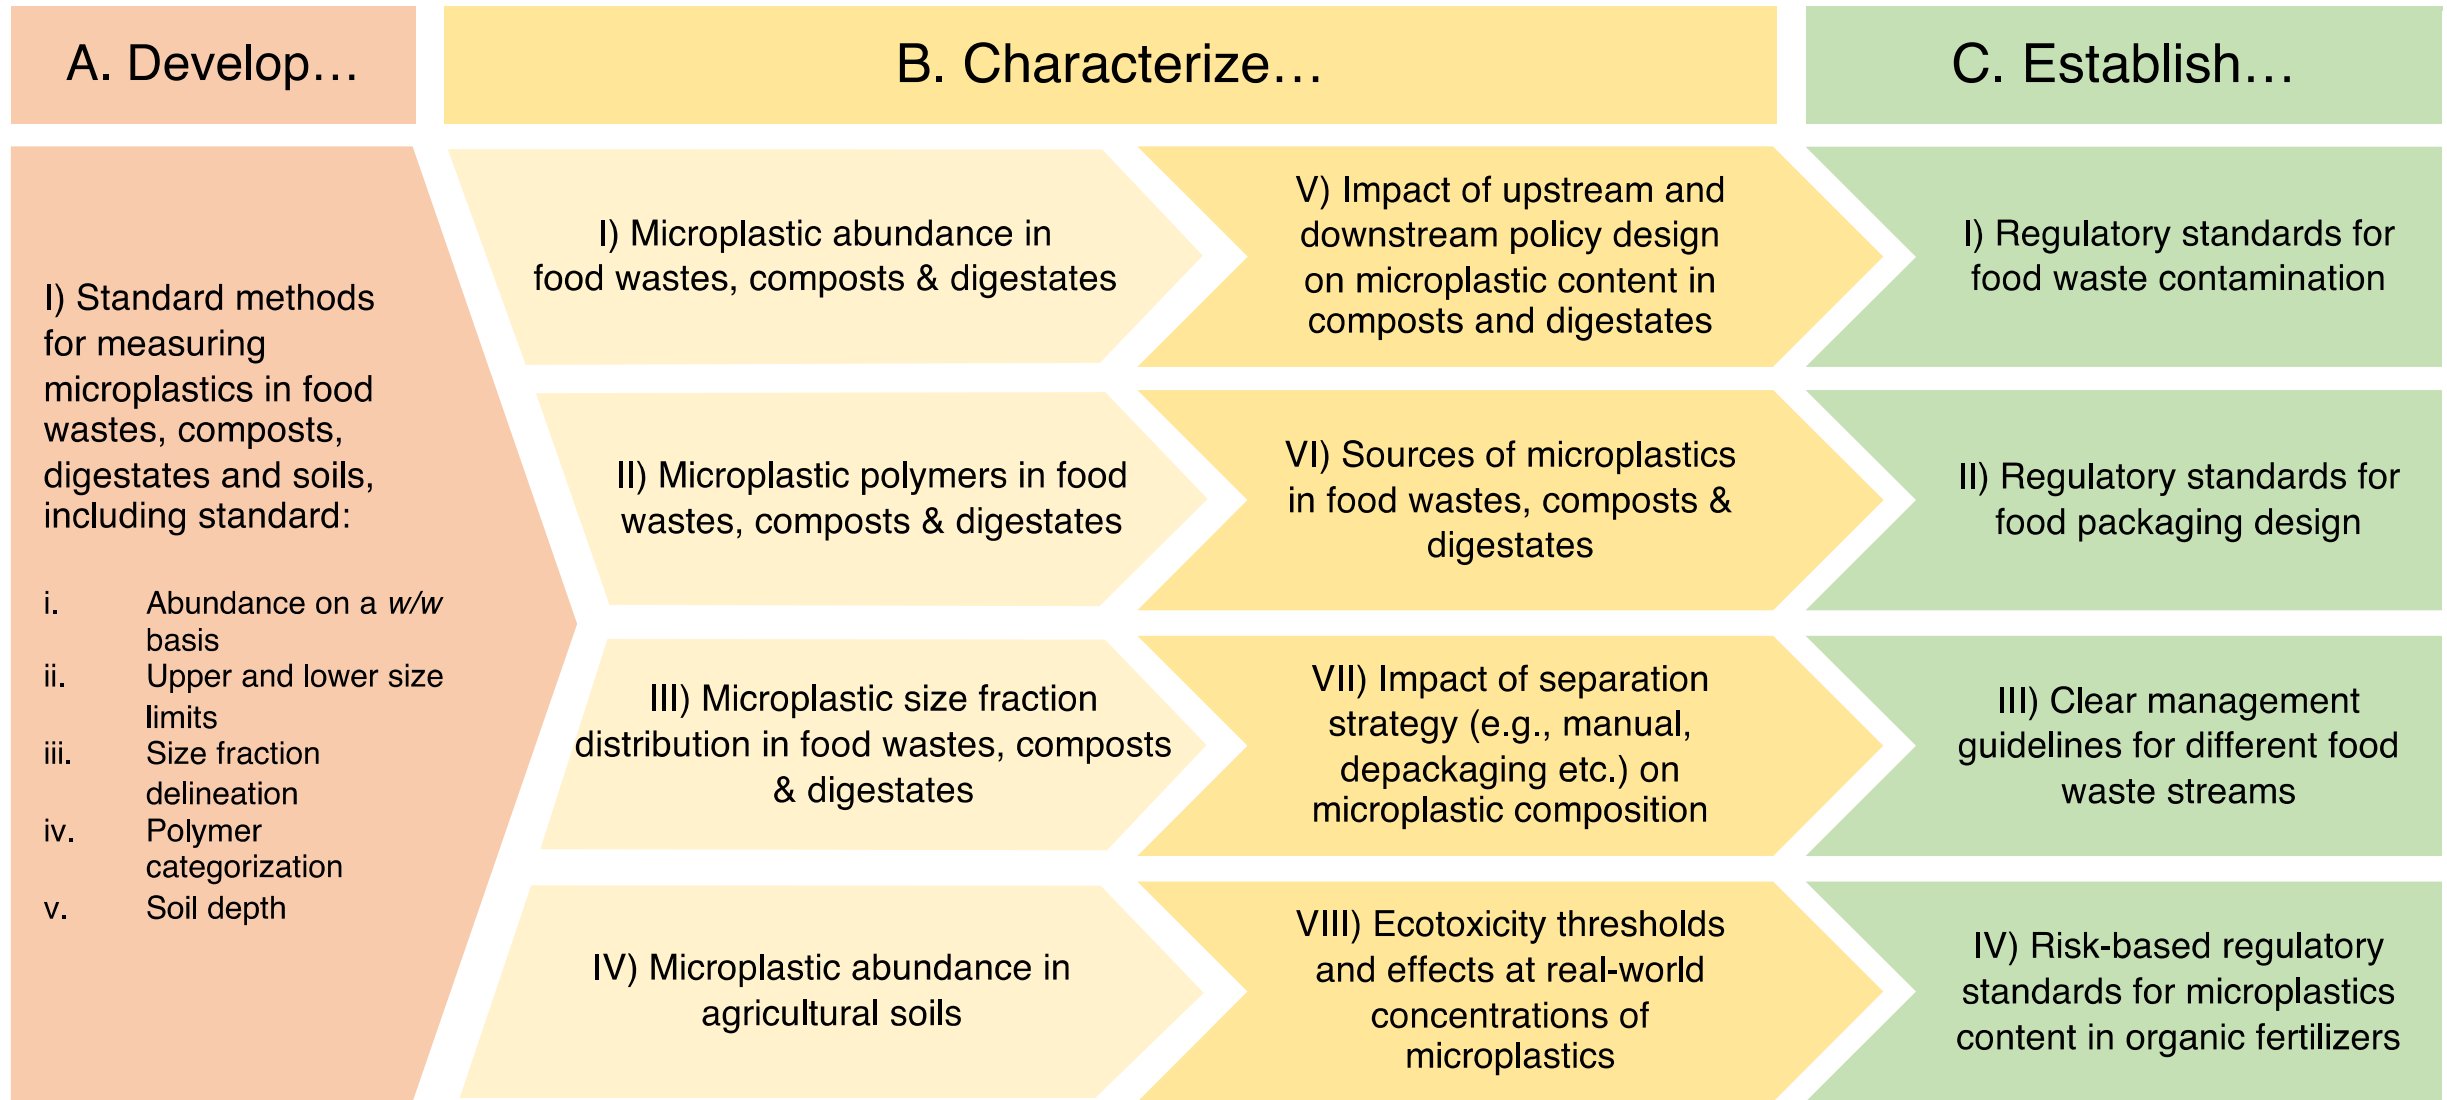 A. Develop…
B. Characterize…
C. Establish…
I) Standard methods
for measuring
microplastics in food
wastes, composts,
digestates and soils,
including standard:
i. Abundance on a w/w
basis
ii. Upper and lower size
limits
iii. Size fraction
delineation
iv. Polymer
categorization
v. Soil depth
I) Microplastic abundance in
food wastes, composts & digestates
II) Microplastic polymers in food
wastes, composts & digestates
III) Microplastic size fraction
distribution in food wastes, composts
& digestates
IV) Microplastic abundance in
agricultural soils
V) Impact of upstream and
downstream policy design
on microplastic content in
composts and digestates
VI) Sources of microplastics
in food wastes, composts &
digestates
VII) Impact of separation
strategy (e.g., manual,
depackaging etc.) on
microplastic composition
VIII) Ecotoxicity thresholds
and effects at real-world
concentrations of
microplastics
I) Regulatory standards for
food waste contamination
II) Regulatory standards for
food packaging design
III) Clear management
guidelines for different food
waste streams
IV) Risk-based regulatory
standards for microplastics
content in organic fertilizers